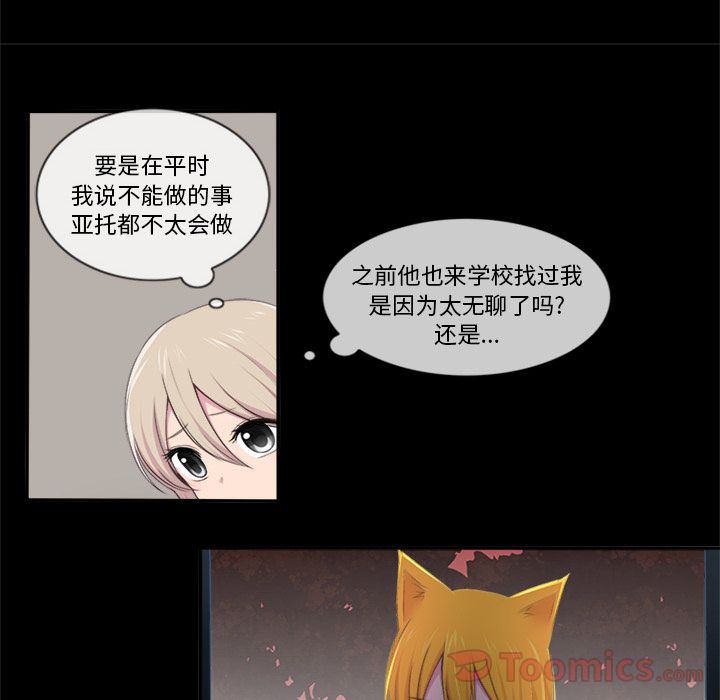 要是在平时
我说不能做的事
亚托都不太会做
之前他也来学校找过我
是因为太无聊了吗?
还是...
Toomics.com